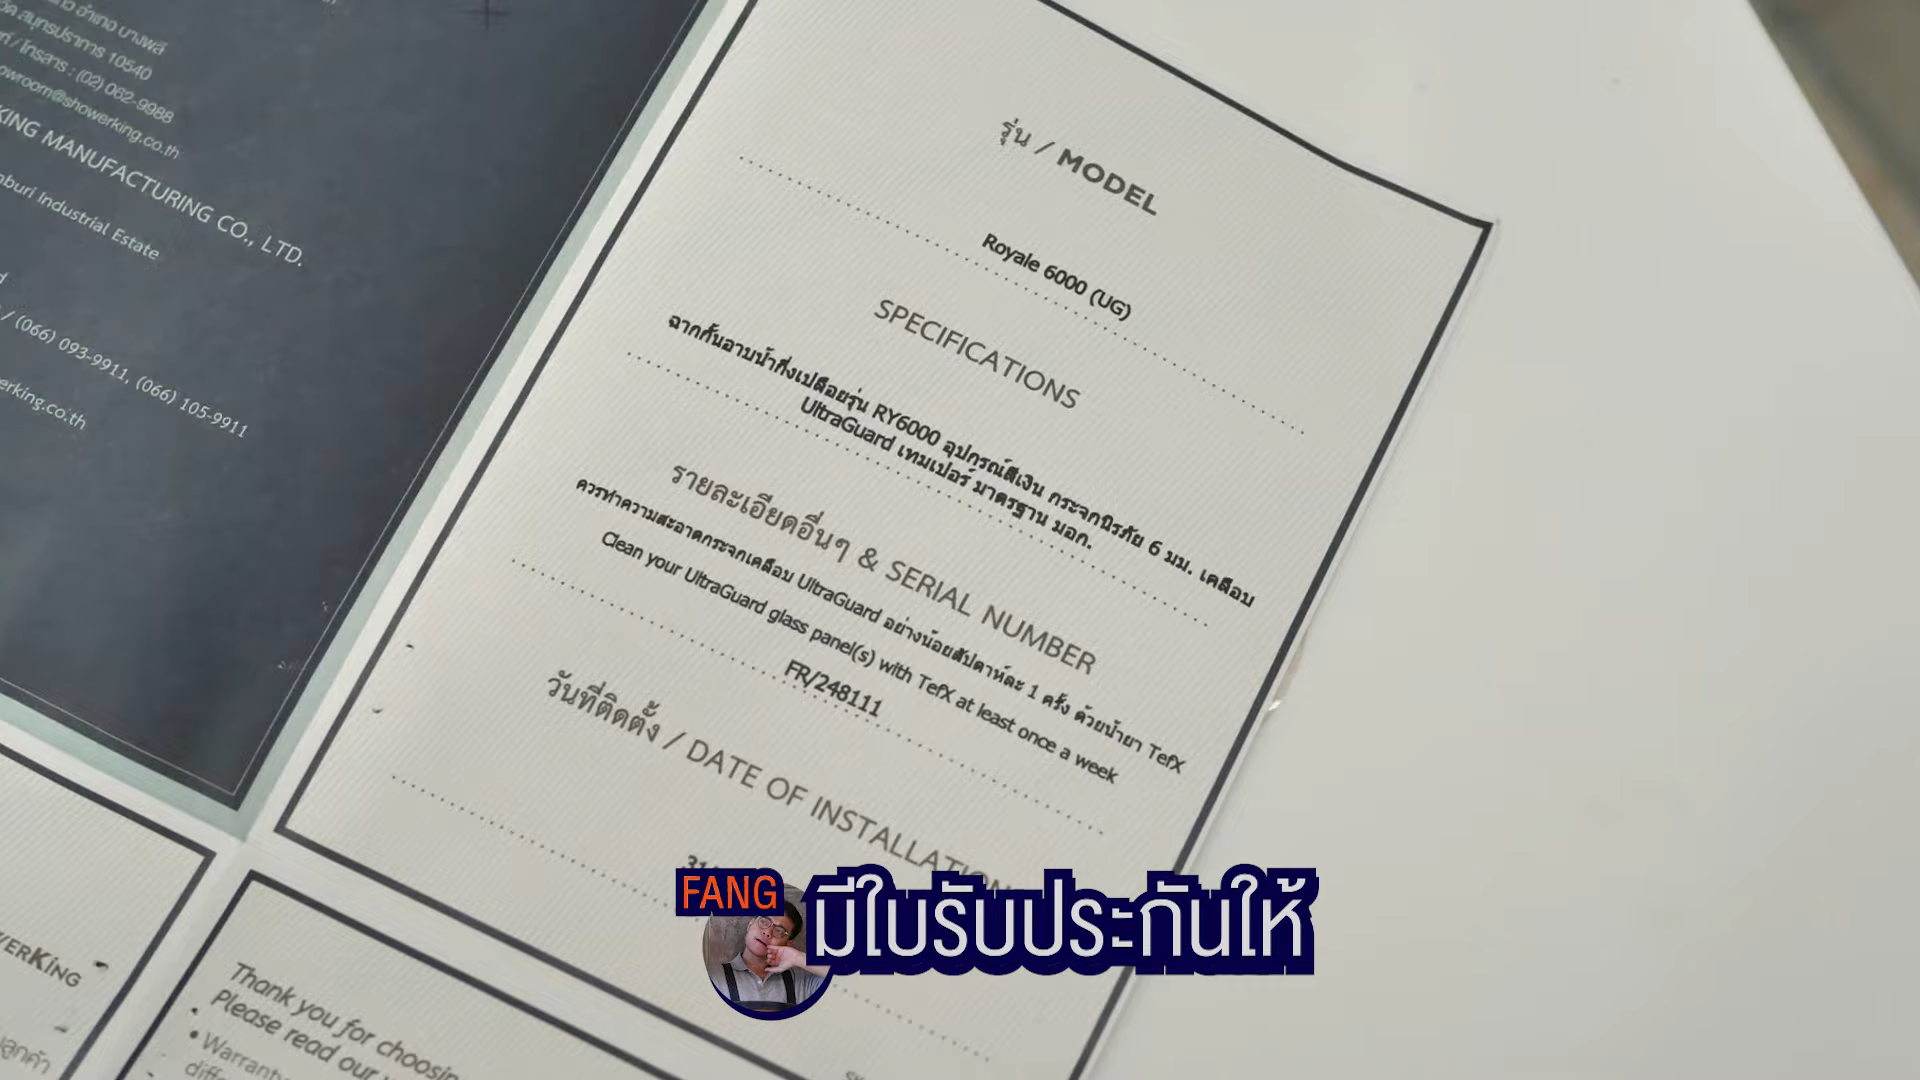 อำเภอ บางพลี
สมุทรปราการ 10540
โทรสาร : (02) 062-9988
showroom@showerking.co.th
KING MANUFACTURING CO., LTD.
Industrial Estate
/ (066) 093-9911, (066) 105-9911
รุ่น / MODEL
Royale 6000 (UG)
SPECIFICATIONS
ฉากกั้นอาบน้ำกึ่งเปลือยรุ่น RY6000 อุปกรณ์สีเงิน กระจกนิรภัย 6 มม. เคลือบ
UltraGuard เทมเปอร์ มาตรฐาน มอก.
รายละเอียดอื่นๆ & SERIAL NUMBER
ควรทำความสะอาดกระจกเคลือบ UltraGuard อย่างน้อยสัปดาห์ละ 1 ครั้ง ด้วยน้ำยา TefX
Clean your UltraGuard glass panel(s) with TefX at least once a week
FR/248111
วันที่ติดตั้ง / DATE OF INSTALLATION
FANG
มีใบรับประกันให้
Thank you for choosing
Please read our
• Warranty